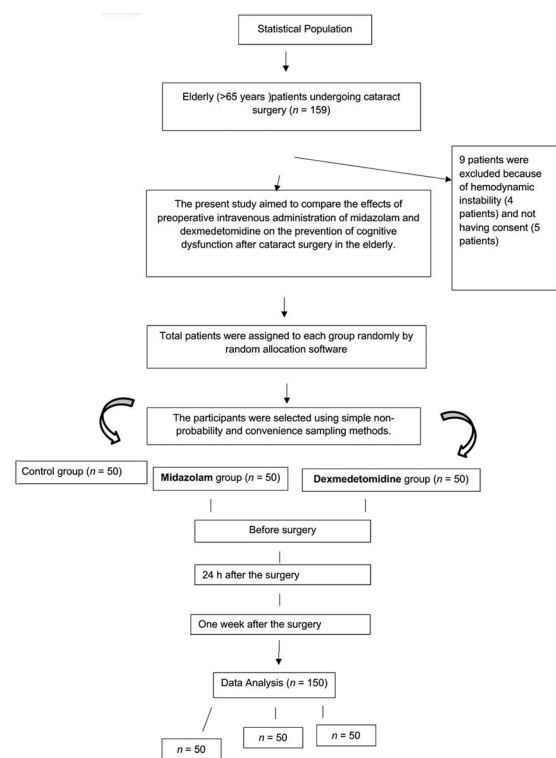 Statistical Population
Elderly (>65 years )patients undergoing cataract
surgery (n = 159)
9 patients were
excluded because
of hemodynamic
instability (4
patients) and not
having consent (5
patients)
The present study aimed to compare the effects of
preoperative intravenous administration of midazolam and
dexmedetomidine on the prevention of cognitive
dysfunction after cataract surgery in the elderly.
Total patients were assigned to each group randomly by
random allocation software
The participants were selected using simple non-
probability and convenience sampling methods.
Control group (n = 50)
Midazolam group (n = 50)
Dexmedetomidine group (n = 50)
Before surgery
24 h after the surgery
One week after the surgery
Data Analysis (n = 150)
n = 50
n = 50
n = 50